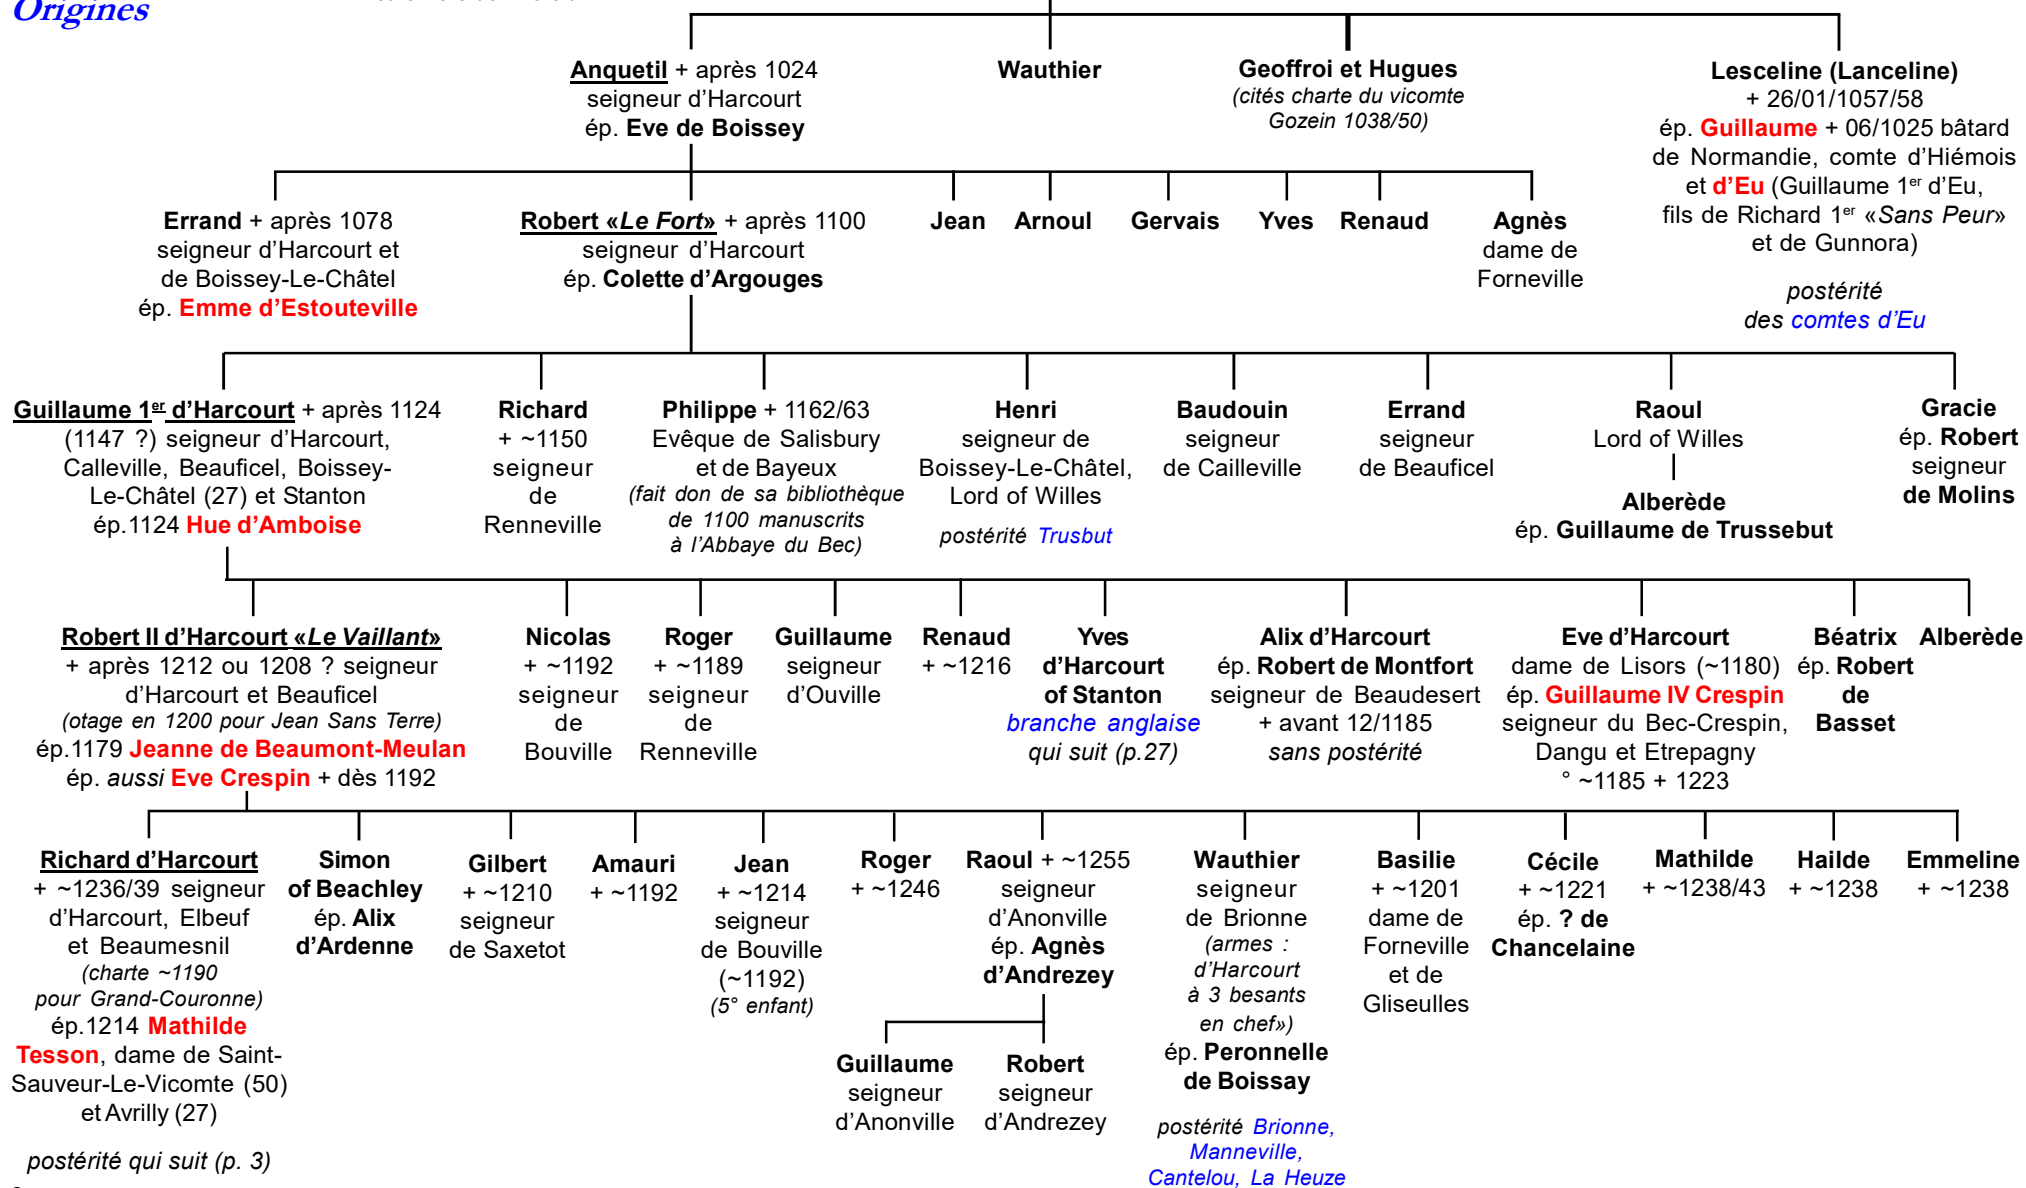 Origines
Anquetil + après 1024
seigneur d'Harcourt
ép. Eve de Boissey
Wauthier
Geoffroi et Hugues
(cités charte du vicomte
Gozein 1038/50)
Lesceline (Lanceline)
+ 26/01/1057/58
ép. Guillaume + 06/1025 bâtard
de Normandie, comte d'Hiémois
et d'Eu (Guillaume 1er d'Eu,
fils de Richard 1er «Sans Peur»
et de Gunnora)
postérité
des comtes d'Eu
Errand + après 1078
seigneur d'Harcourt et
de Boissey-Le-Châtel
ép. Emme d'Estouteville
Robert «Le Fort» + après 1100
seigneur d'Harcourt
ép. Colette d'Argouges
Jean
Arnoul
Gervais
Yves
Renaud
Agnès
dame de
Forneville
Guillaume 1er d'Harcourt + après 1124
(1147 ?) seigneur d'Harcourt,
Calleville, Beauficel, Boissey-
Le-Châtel (27) et Stanton
ép.1124 Hue d'Amboise
Richard
+ ~1150
seigneur
de
Renneville
Philippe + 1162/63
Evêque de Salisbury
et de Bayeux
(fait don de sa bibliothèque
de 1100 manuscrits
à l'Abbaye du Bec)
Henri
seigneur de
Boissey-Le-Châtel,
Lord of Willes
postérité Trusbut
Baudouin
seigneur
de Cailleville
Errand
seigneur
de Beauficel
Raoul
Lord of Willes
Alberède
ép. Guillaume de Trussebut
Gracie
ép. Robert
seigneur
de Molins
Robert II d'Harcourt «Le Vaillant»
+ après 1212 ou 1208 ? seigneur
d'Harcourt et Beauficel
(otage en 1200 pour Jean Sans Terre)
ép.1179 Jeanne de Beaumont-Meulan
ép. aussi Eve Crespin + dès 1192
Nicolas
+ ~1192
seigneur
de
Bouville
Roger
+ ~1189
seigneur
de
Renneville
Guillaume
seigneur
d'Ouville
Renaud
+ ~1216
Yves
d'Harcourt
of Stanton
branche anglaise
qui suit (p.27)
Alix d'Harcourt
ép. Robert de Montfort
seigneur de Beaudesert
+ avant 12/1185
sans postérité
Eve d'Harcourt
dame de Lisors (~1180)
ép. Guillaume IV Crespin
seigneur du Bec-Crespin,
Dangu et Etrepagny
° ~1185 + 1223
Béatrix
ép. Robert
de
Basset
Alberède
Richard d'Harcourt
+ ~1236/39 seigneur
d'Harcourt, Elbeuf
et Beaumesnil
(charte ~1190
pour Grand-Couronne)
ép.1214 Mathilde
Tesson, dame de Saint-
Sauveur-Le-Vicomte (50)
et Avrilly (27)
postérité qui suit (p. 3)
Simon
of Beachley
ép. Alix
d'Ardenne
Gilbert
+ ~1210
seigneur
de Saxetot
Amauri
+ ~1192
Jean
+ ~1214
seigneur
de Bouville
(~1192)
(5° enfant)
Roger
+ ~1246
Raoul + ~1255
seigneur
d'Anonville
ép. Agnès
d'Andrezey
Guillaume
seigneur
d'Anonville
Robert
seigneur
d'Andrezey
Wauthier
seigneur
de Brionne
(armes :
d'Harcourt
à 3 besants
en chef»)
ép. Peronnelle
de Boissay
postérité Brionne,
Manneville,
Cantelou, La Heuze
Basilie
+ ~1201
dame de
Forneville
et de
Gliseulles
Cécile
+ ~1221
ép. ? de
Chancelaine
Mathilde
+ ~1238/43
Hailde
+ ~1238
Emmeline
+ ~1238